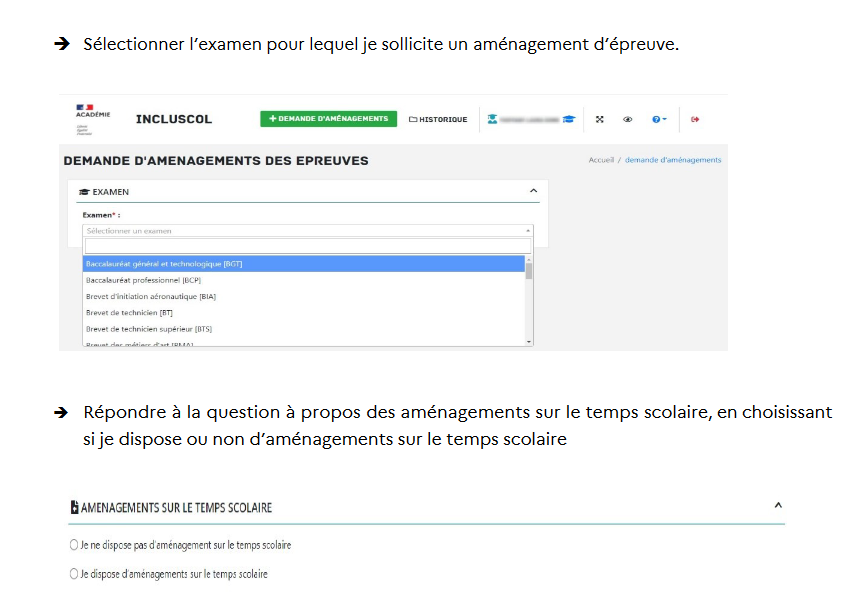 ➔ Sélectionner l’examen pour lequel je sollicite un aménagement d’épreuve.
ACADÉMIE
INCLUSCOL
+ DEMANDE D'AMÉNAGEMENTS
HISTORIQUE
DEMANDE D'AMENAGEMENTS DES EPREUVES
Accueil / demande d'aménagements
EXAMEN
Examen* :
Sélectionner un examen
Baccalauréat général et technologique [BGT]
Baccalauréat professionnel [BCP]
Brevet d'initiation aéronautique [BIA]
Brevet de technicien [BT]
Brevet de technicien supérieur [BTS]
Brevet des métiers d'art [BMA]
➔ Répondre à la question à propos des aménagements sur le temps scolaire, en choisissant
si je dispose ou non d’aménagements sur le temps scolaire
AMENAGEMENTS SUR LE TEMPS SCOLAIRE
Je ne dispose pas d'aménagement sur le temps scolaire
Je dispose d'aménagements sur le temps scolaire